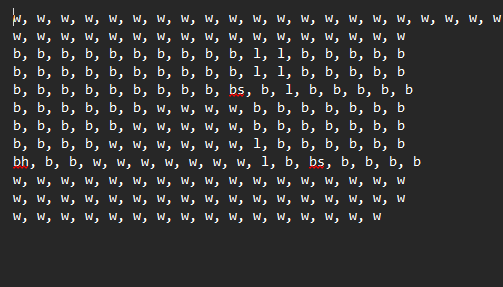 w, w, w, w, w, w, w, w, w, w, w, w, w, w, w, w, w, w, w, w, w
w, w, w, w, w, w, w, w, w, w, w, w, w, w, w, w, w
b, b, b, b, b, b, b, b, b, b, l, l, b, b, b, b, b
b, b, b, b, b, b, b, b, b, b, l, l, b, b, b, b, b
b, b, b, b, b, b, b, b, b, bs, b, l, b, b, b, b, b
b, b, b, b, b, b, w, w, w, w, b, b, b, b, b, b, b
b, b, b, b, b, w, w, w, w, w, b, b, b, b, b, b, b
b, b, b, b, w, w, w, w, w, w, l, b, b, b, b, b, b
bh, b, b, w, w, w, w, w, w, w, l, b, bs, b, b, b, b
w, w, w, w, w, w, w, w, w, w, w, w, w, w, w, w, w
w, w, w, w, w, w, w, w, w, w, w, w, w, w, w, w, w
w, w, w, w, w, w, w, w, w, w, w, w, w, w, w, w